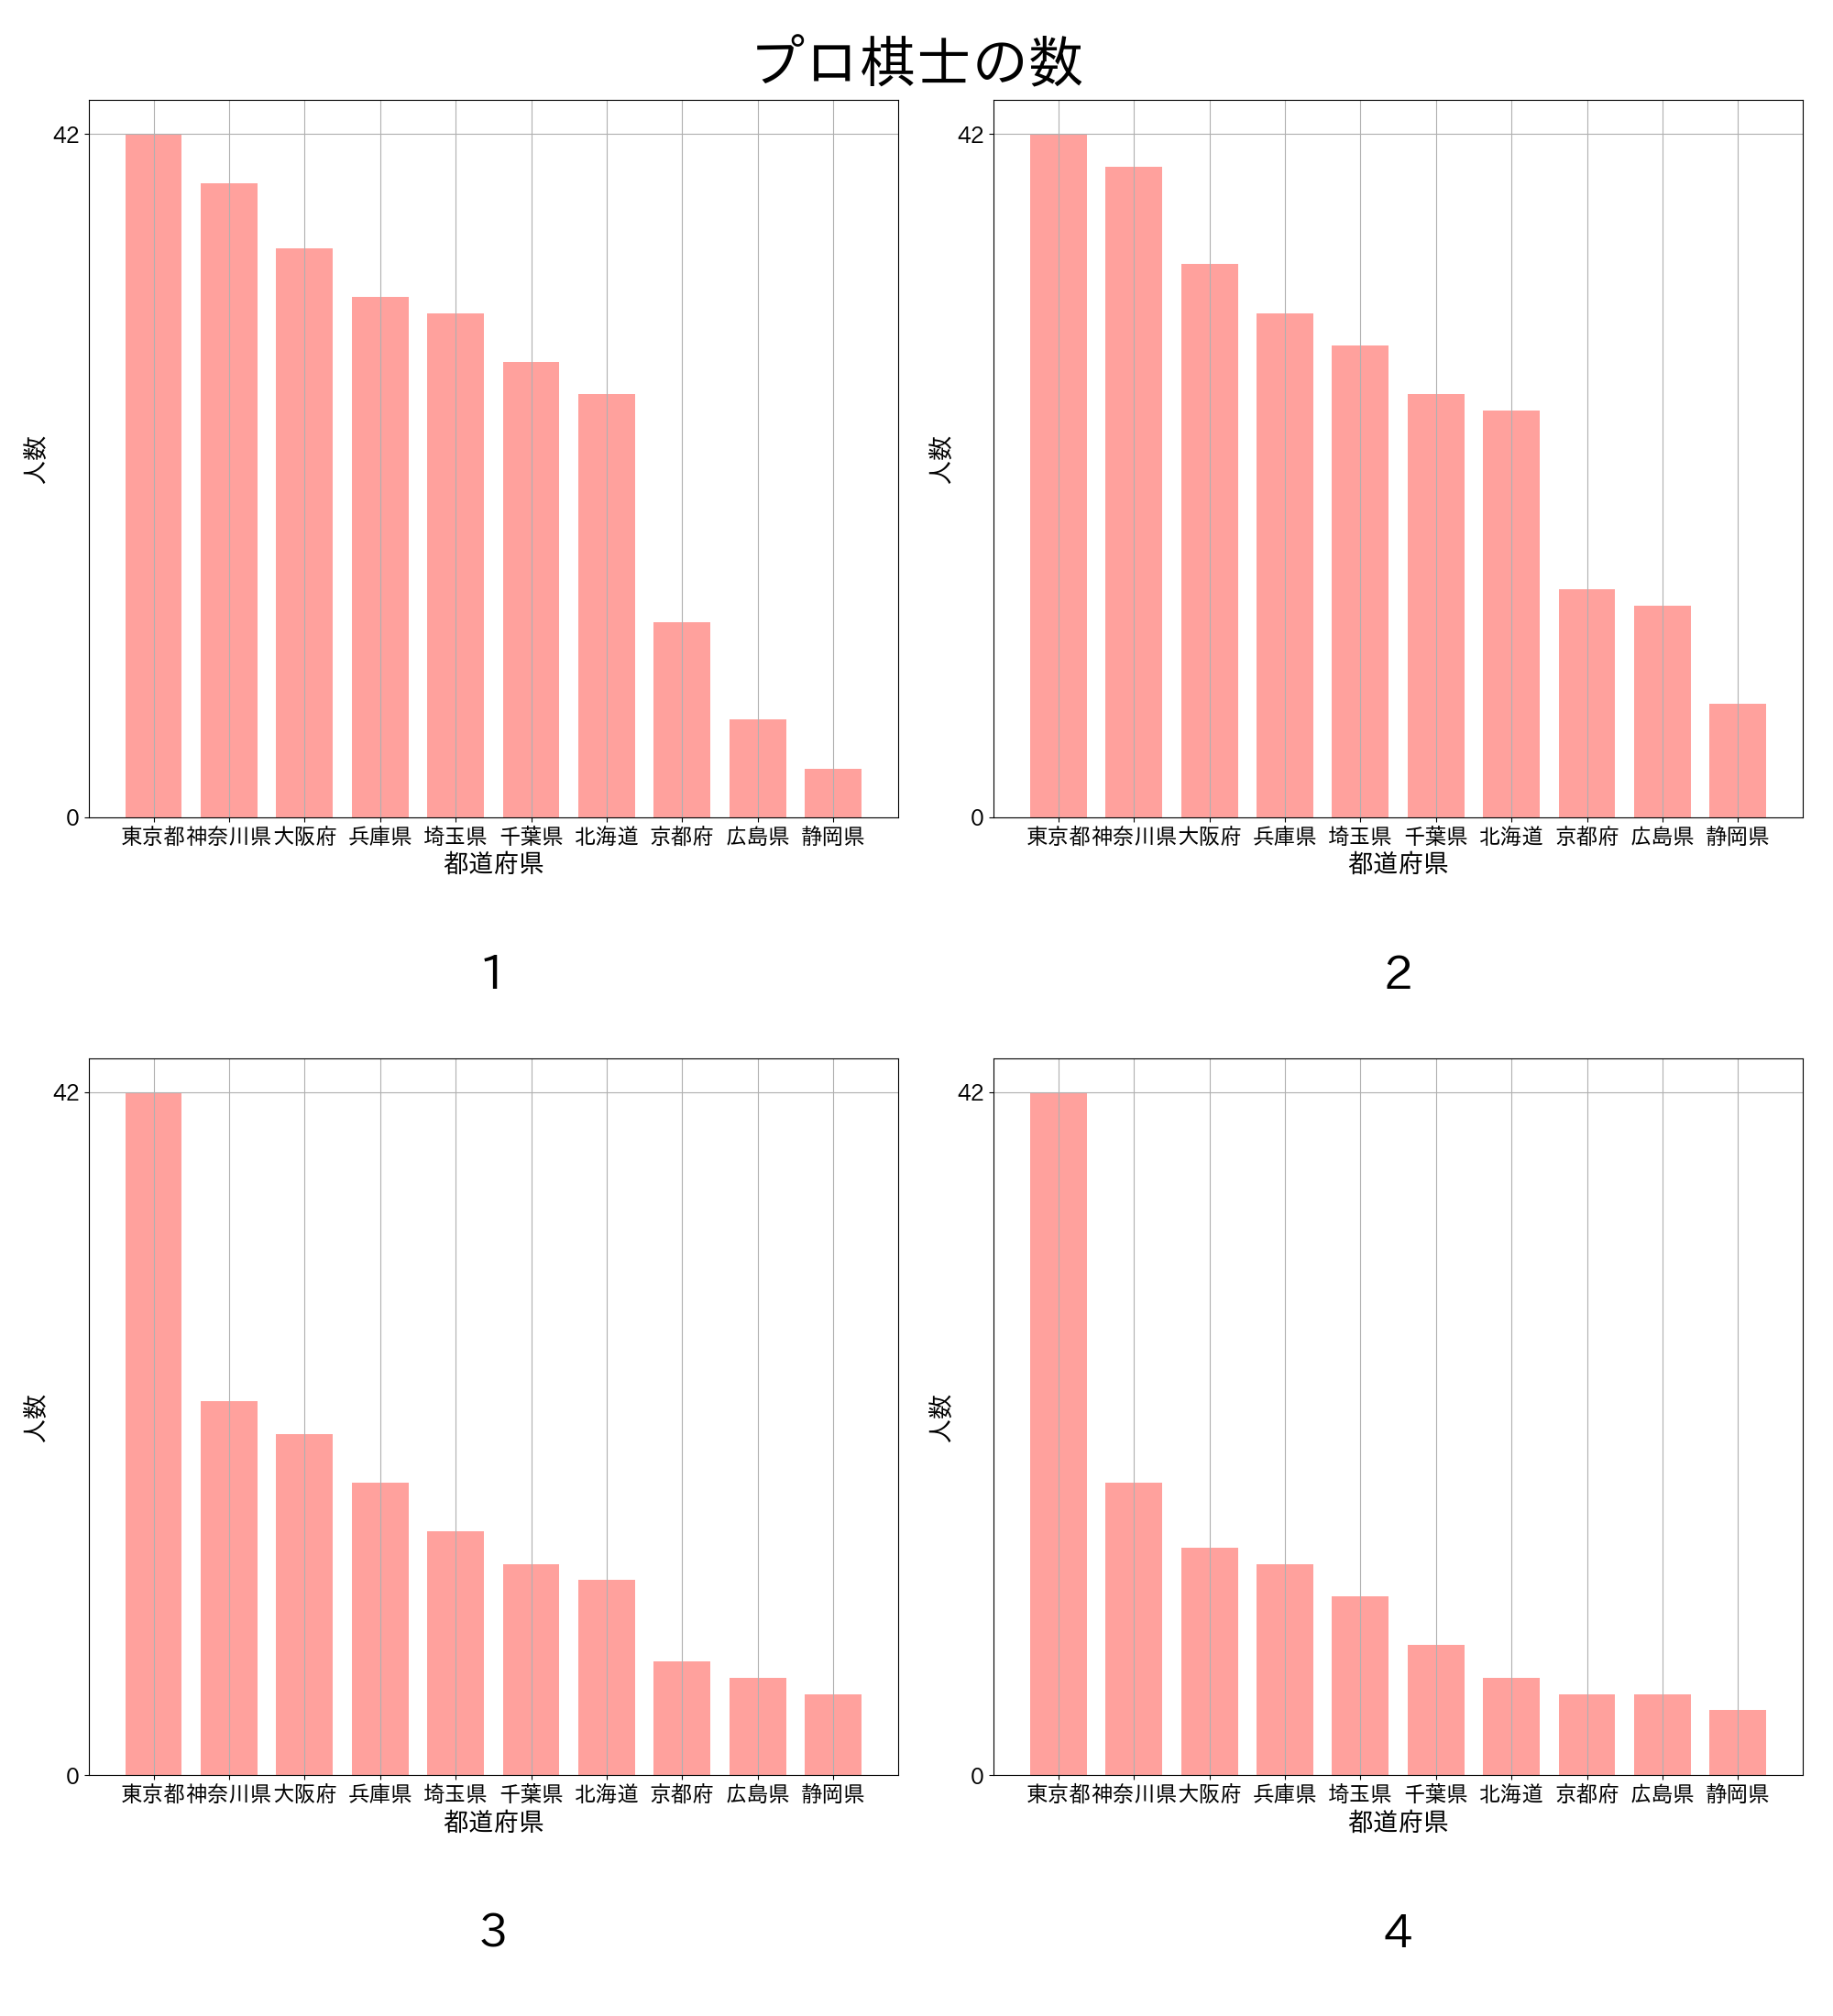 プロ棋士の数
42
0
人数
東京都 神奈川県 大阪府 兵庫県 埼玉県 千葉県 北海道 京都府 広島県 静岡県
都道府県
1
42
0
人数
東京都 神奈川県 大阪府 兵庫県 埼玉県 千葉県 北海道 京都府 広島県 静岡県
都道府県
2
42
0
人数
東京都 神奈川県 大阪府 兵庫県 埼玉県 千葉県 北海道 京都府 広島県 静岡県
都道府県
3
42
0
人数
東京都 神奈川県 大阪府 兵庫県 埼玉県 千葉県 北海道 京都府 広島県 静岡県
都道府県
4